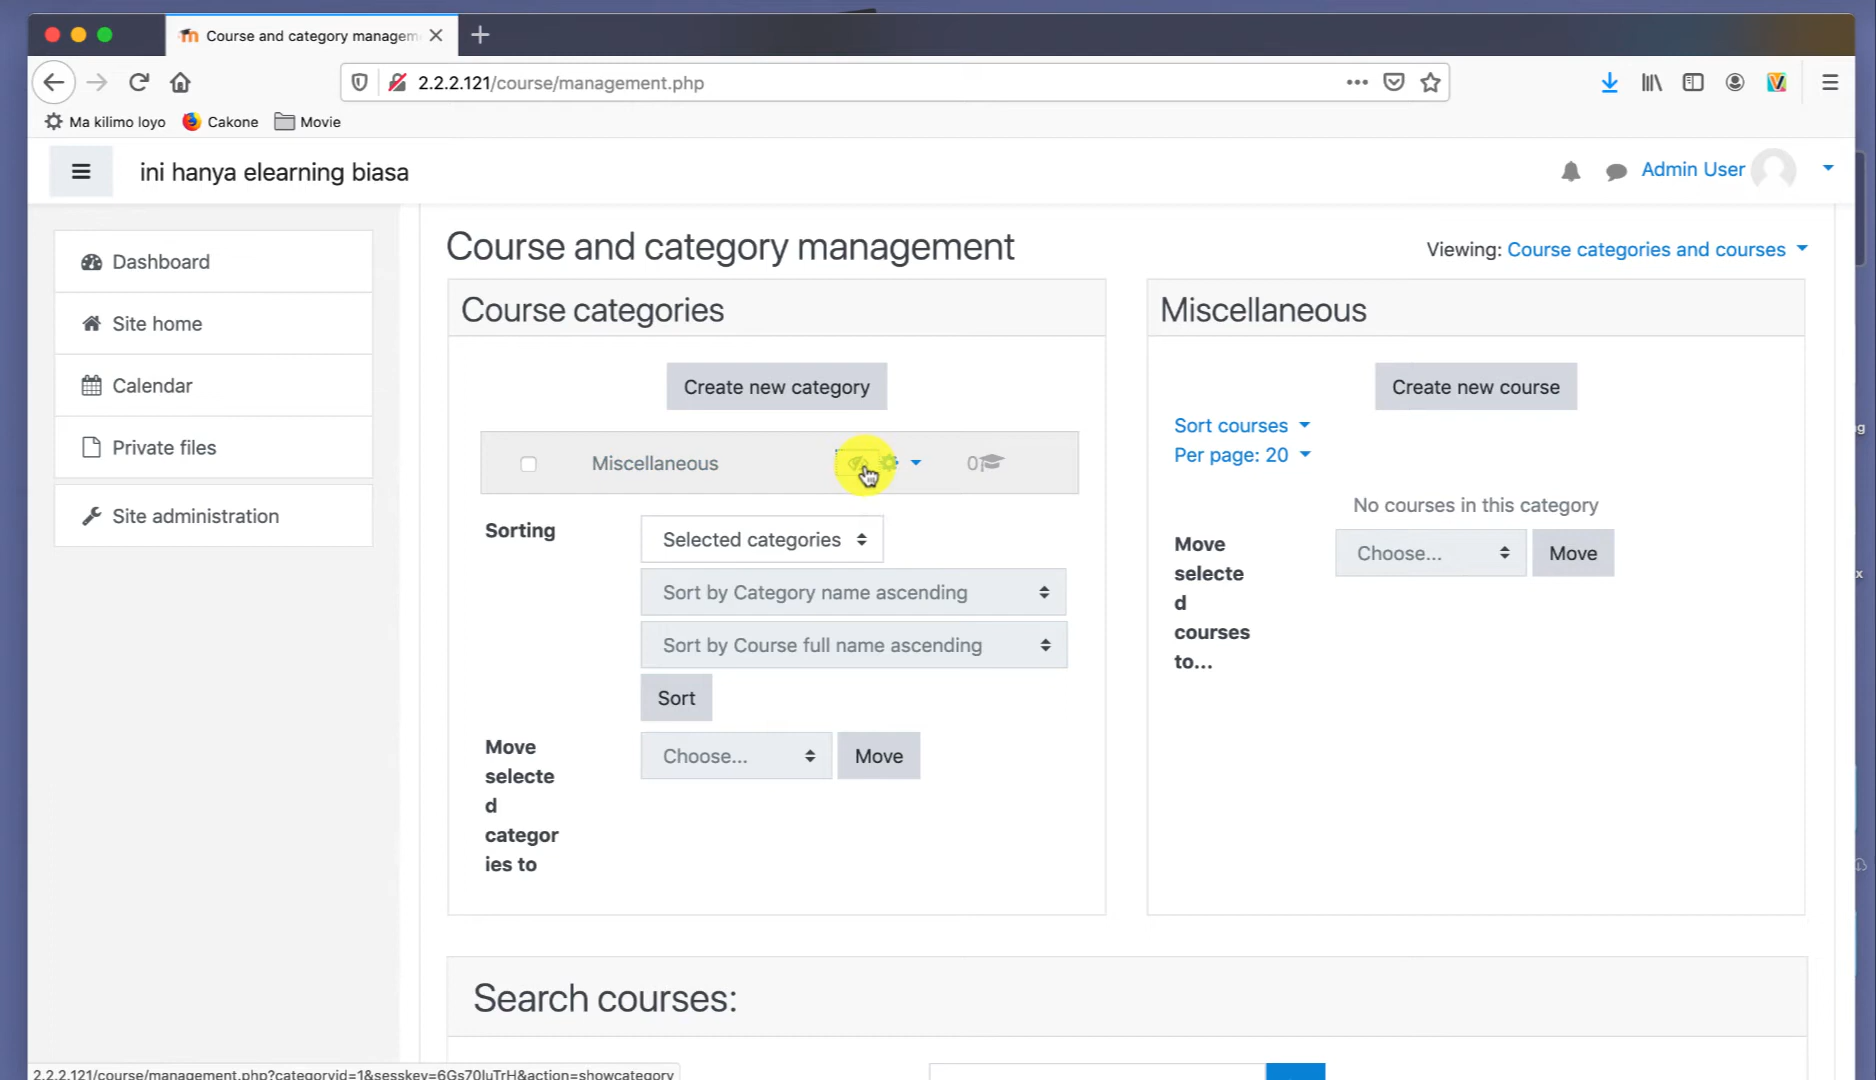 Course and category managem
2.2.2.121/course/management.php
Ma kilimo loyo
Cakone
Movie
ini hanya elearning biasa
Admin User
Dashboard
Site home
Calendar
Private files
Site administration
Course and category management
Viewing: Course categories and courses
Course categories
Create new category
Miscellaneous
0
Sorting
Selected categories
Sort by Category name ascending
Sort by Course full name ascending
Sort
Move
selecte
d
categor
ies to
Choose...
Move
Miscellaneous
Create new course
Sort courses
Per page: 20
No courses in this category
Move
selecte
d
courses
to...
Choose...
Move
Search courses:
2.2.2.121/course/management.php?categoryid=1&sesskey=6Gs70IuTrH&action=showcategory